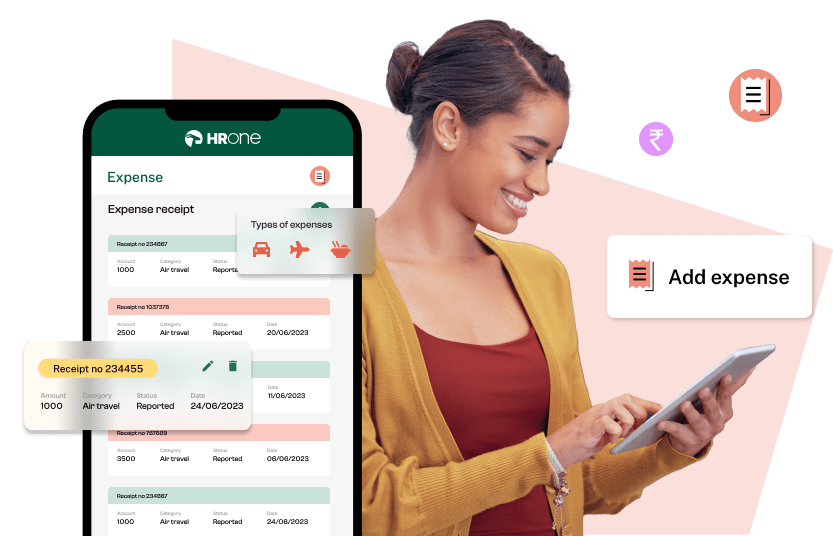 HRONE
Expense
Expense receipt
Types of expenses
Receipt no 234867
Amount Category Status
1000 Air travel
Receipt no 1037378
Amount Category Status Date
2500 Air travel Reported 20/06/2023
Receipt no 234455
Amount Category Status Date
1000 Air travel Reported 24/06/2023
Date
11/06/2023
Receipt no 767689
Amount Category Status Date
3500 Air travel Reported 06/06/2023
Receipt no 234867
Amount Category Status Date
1000 Air travel Reported 24/06/2023
₹
Add expense